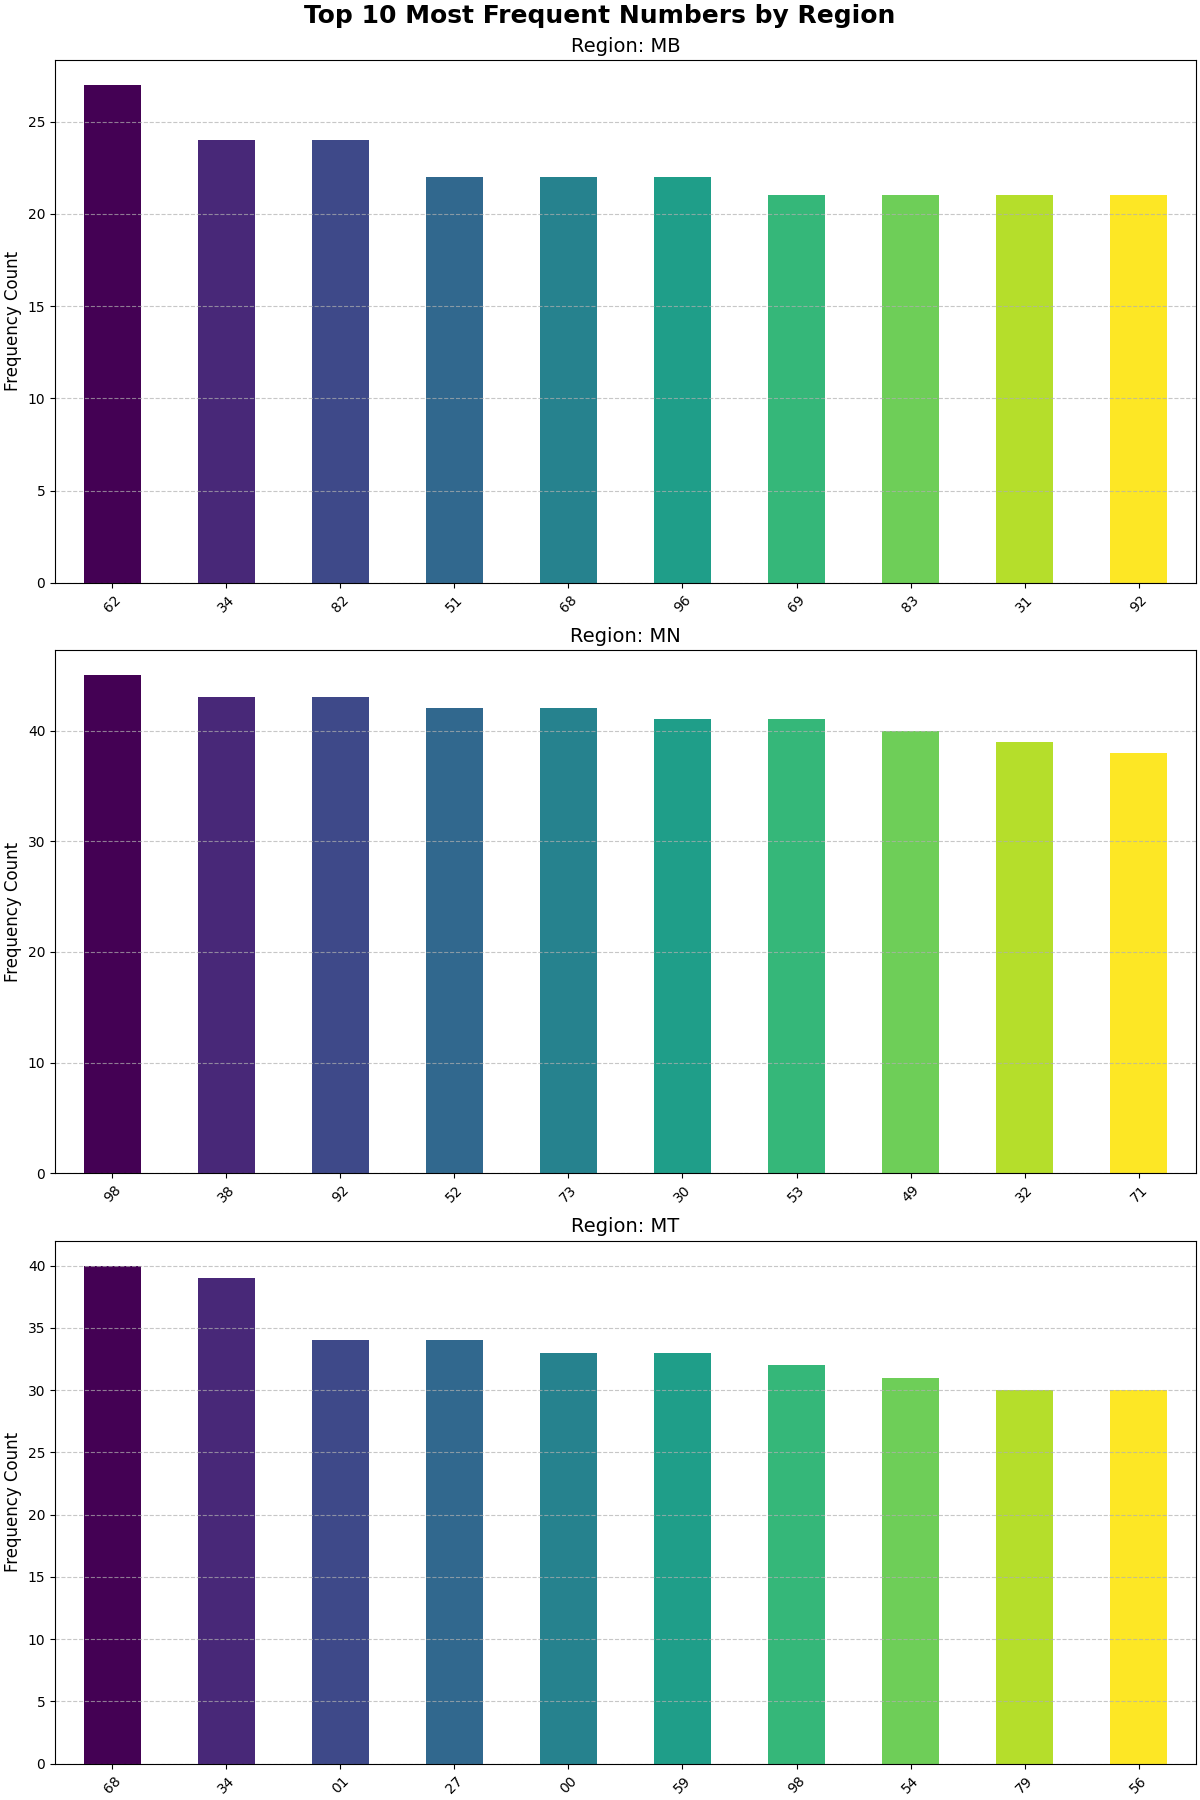 Top 10 Most Frequent Numbers by Region
Region: MB
Frequency Count
25
20
15
10
5
0
62 34 82 51 68 96 69 83 31 92
Region: MN
Frequency Count
40
30
20
10
0
98 38 92 52 73 30 53 49 32 71
Region: MT
Frequency Count
40
35
30
25
20
15
10
5
0
68 34 01 27 00 59 98 54 79 56